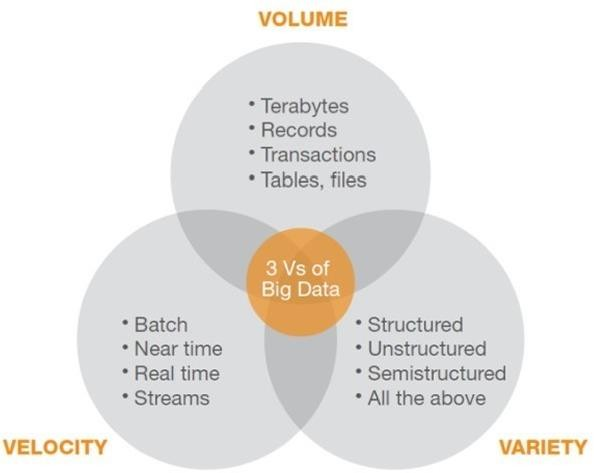 VOLUME
• Terabytes
• Records
• Transactions
• Tables, files
3 Vs of
Big Data
• Batch
• Near time
• Real time
• Streams
• Structured
• Unstructured
• Semistructured
• All the above
VELOCITY
VARIETY